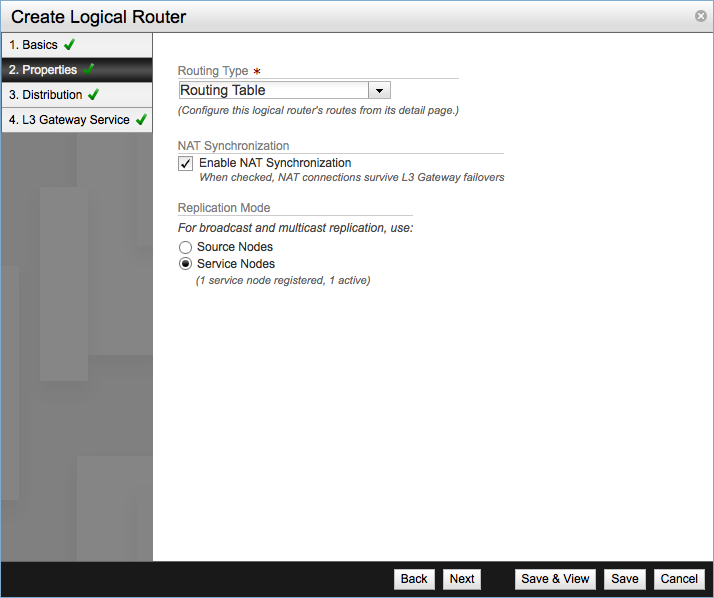 Create Logical Router
1. Basics
2. Properties
3. Distribution
4. L3 Gateway Service
Routing Type *
Routing Table
(Configure this logical router's routes from its detail page.)
NAT Synchronization
Enable NAT Synchronization
When checked, NAT connections survive L3 Gateway failovers
Replication Mode
For broadcast and multicast replication, use:
Source Nodes
Service Nodes
(1 service node registered, 1 active)
Back Next Save & View Save Cancel